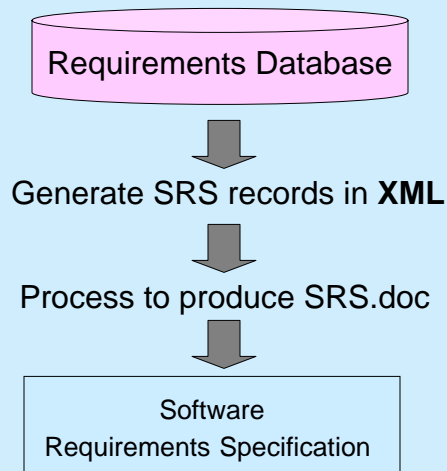 Requirements Database
Generate SRS records in XML
Process to produce SRS.doc
Software
Requirements Specification